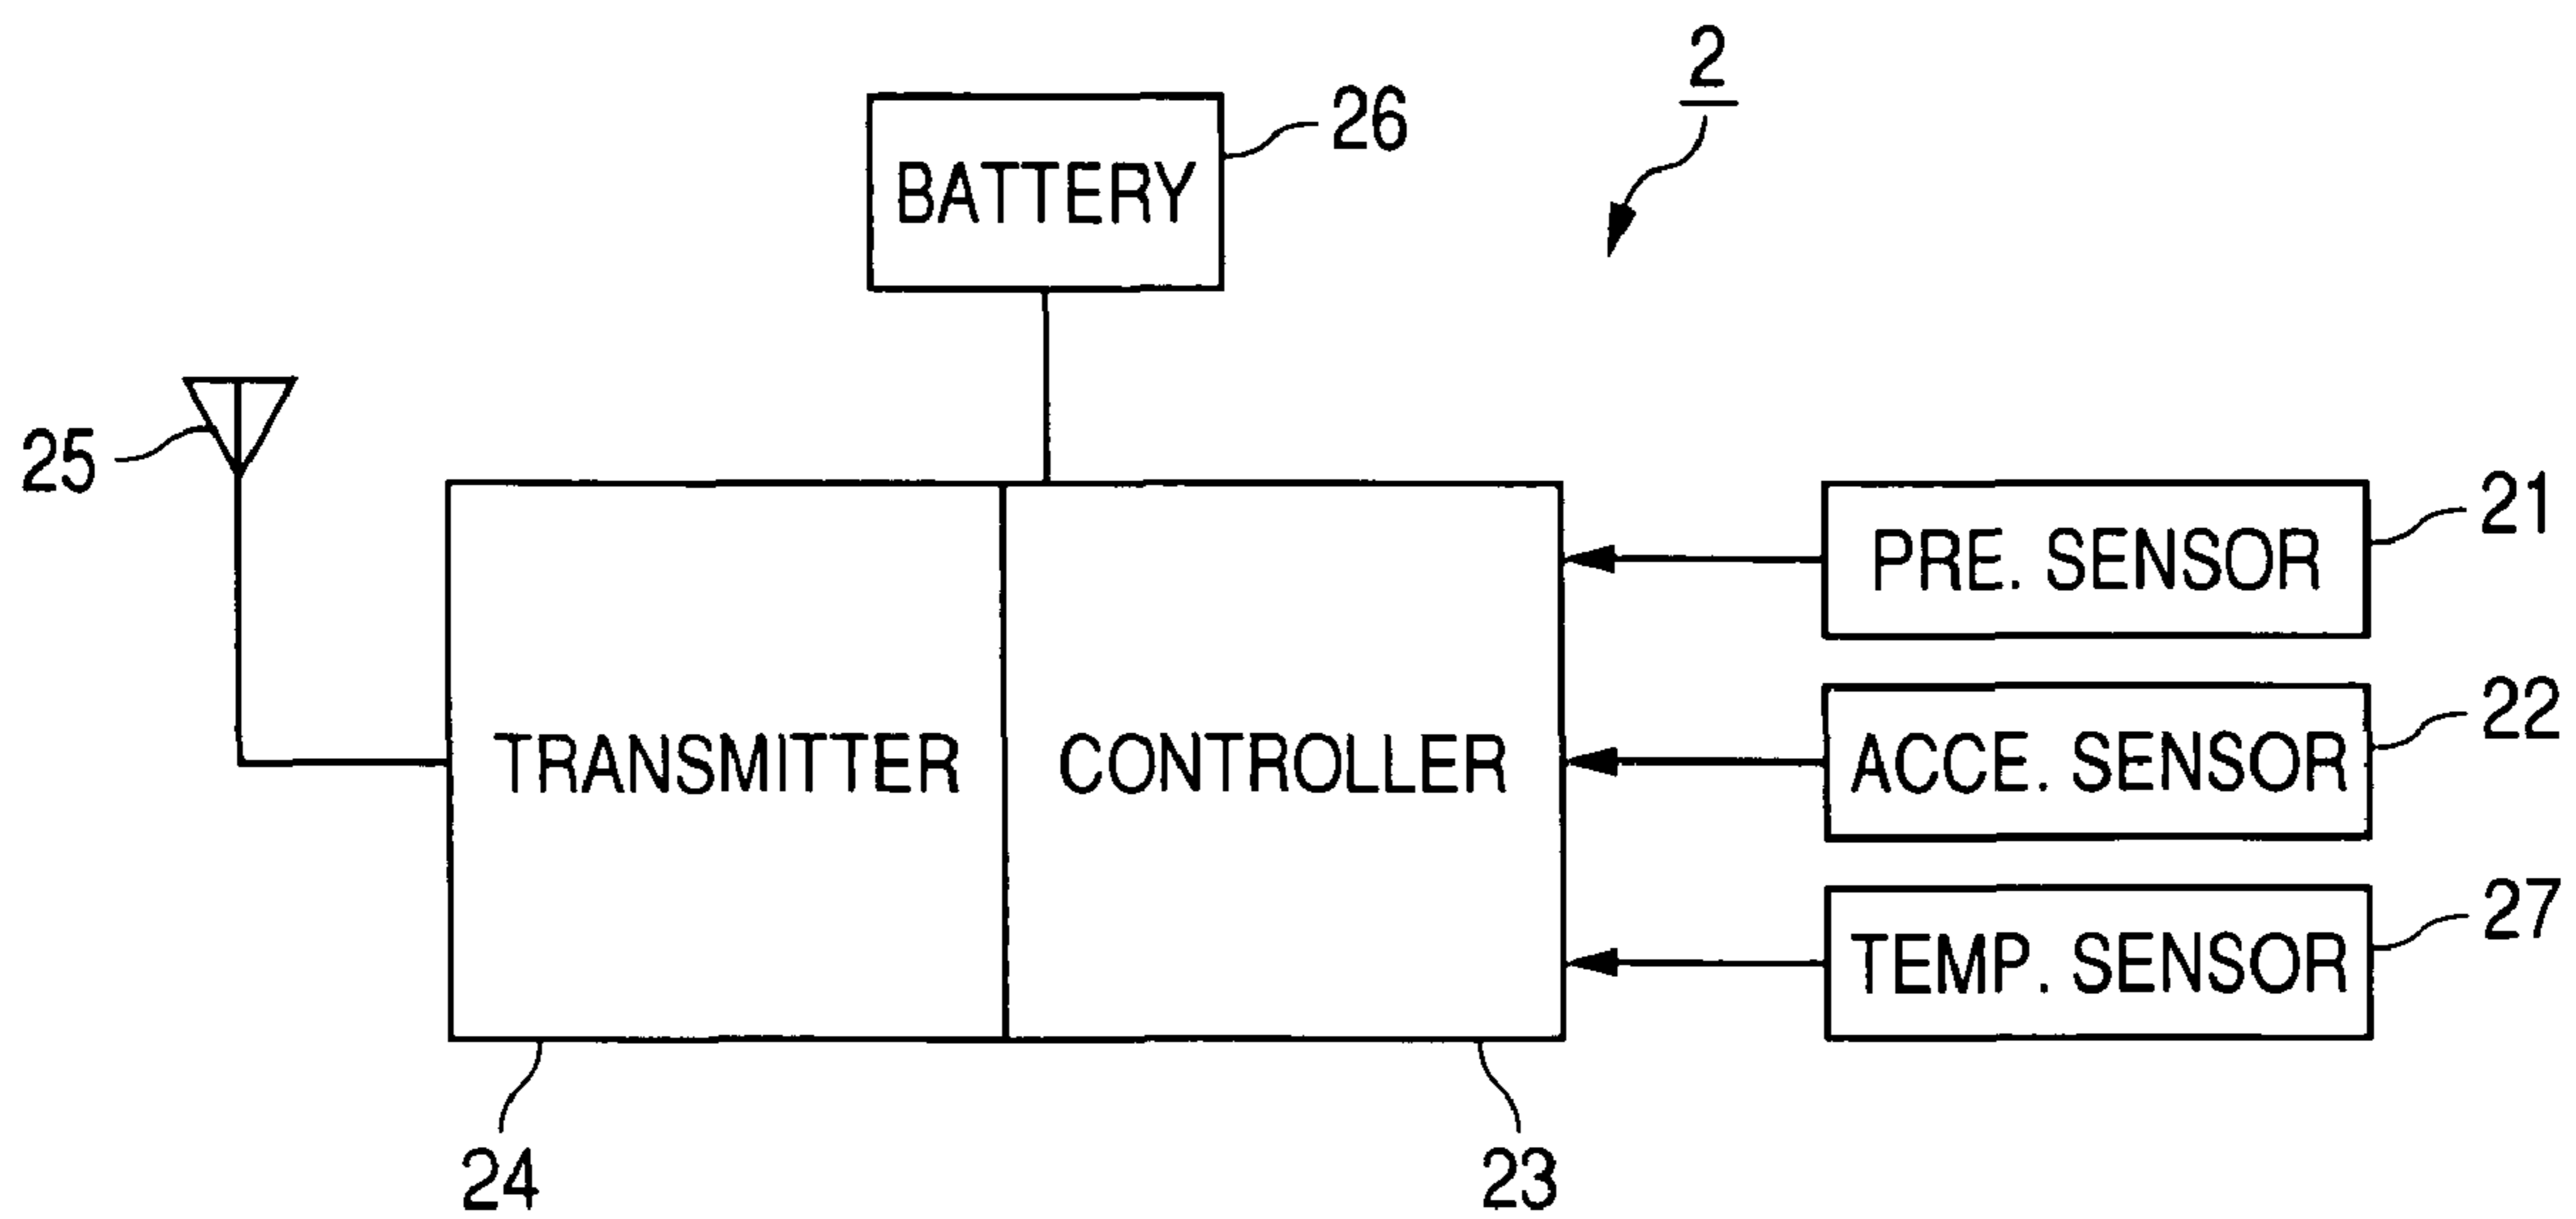 2
26
BATTERY
25
21
PRE. SENSOR
22
TRANSMITTER
CONTROLLER
ACCE. SENSOR
27
TEMP. SENSOR
24
23